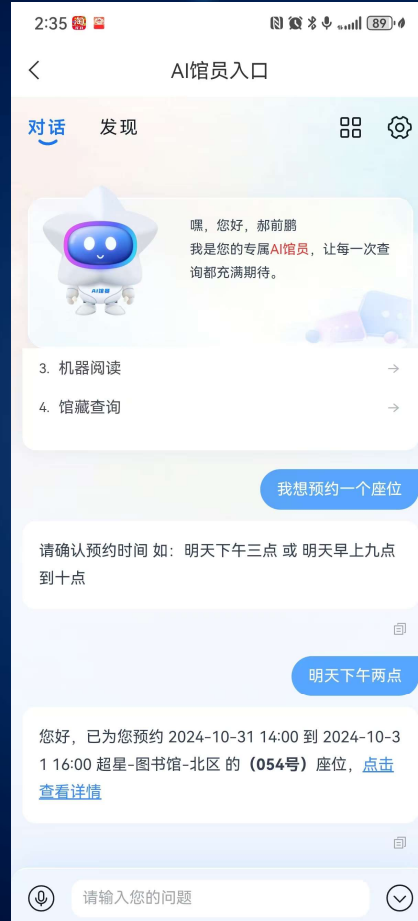 2:35
89
AI馆员入口
对话 发现
嘿，您好，郝前鹏
我是您的专属AI馆员，让每一次查
询都充满期待。
AI馆员
3. 机器阅读
4. 馆藏查询
我想预约一个座位
请确认预约时间 如：明天下午三点 或 明天早上九点
到十点
明天下午两点
您好，已为您预约 2024-10-31 14:00 到 2024-10-3
1 16:00 超星-图书馆-北区 的（054号）座位，点击
查看详情
请输入您的问题